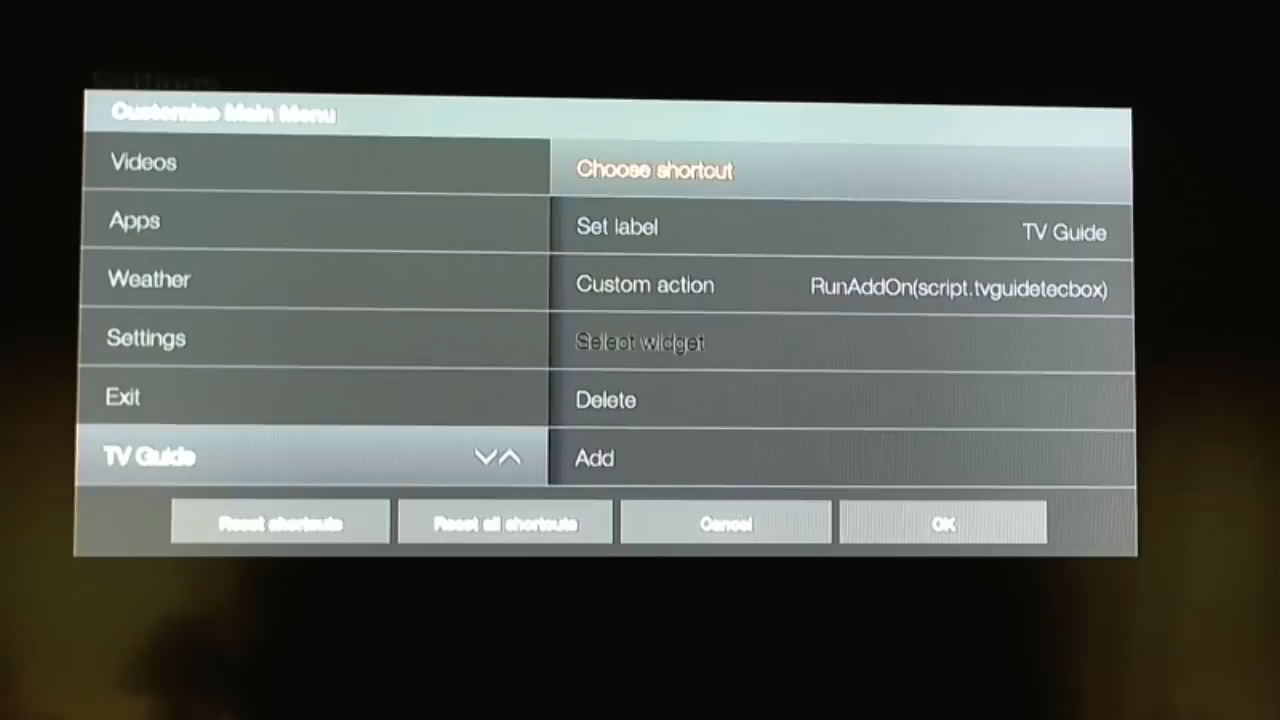 Settings
Customize Main Menu
Videos
Choose shortcut
Apps
Set label TV Guide
Weather
Custom action RunAddOn(script.tvguidetecbox)
Settings
Select widget
Exit
Delete
TV Guide
Add
Reset shortcuts Reset all shortcuts Cancel OK